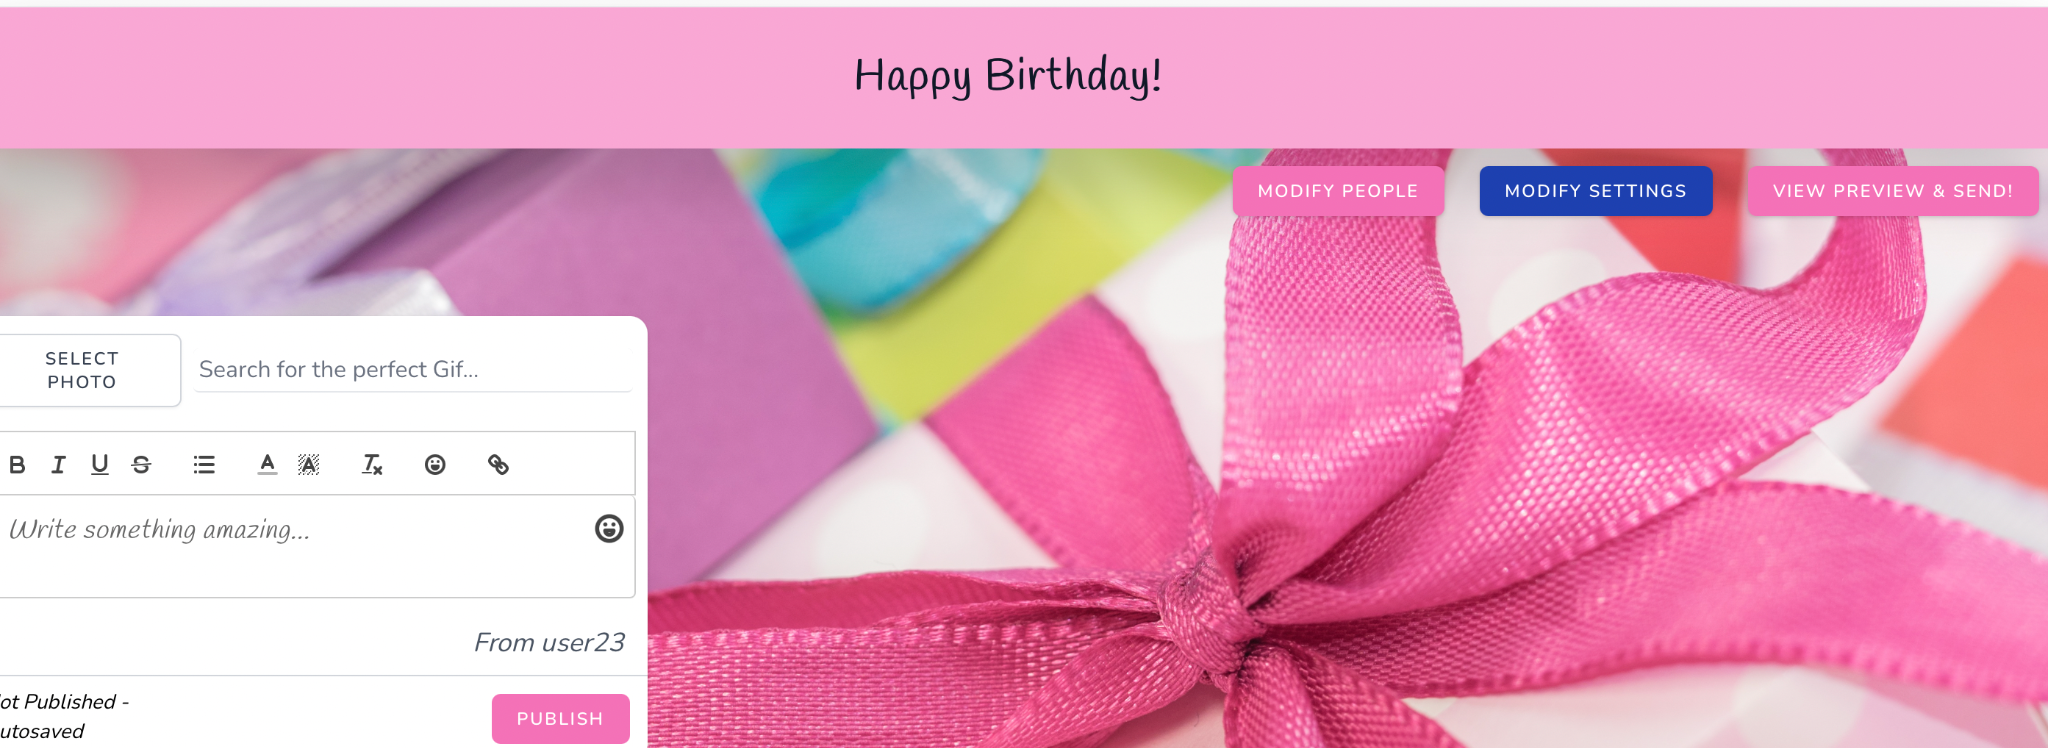 Happy Birthday!
MODIFY PEOPLE
MODIFY SETTINGS
VIEW PREVIEW & SEND!
SELECT
PHOTO
Search for the perfect Gif...
Write something amazing...
From user23
ot Published -
utosaved
PUBLISH